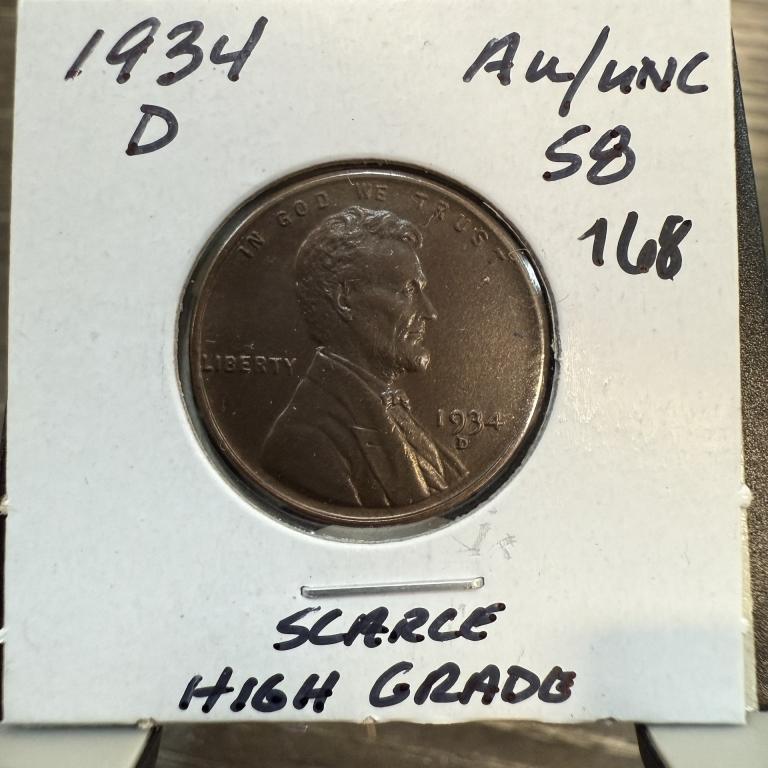 1934
D
AU/UNC
58
168
IN GOD WE TRUST
LIBERTY
1934
D
SCARCE
HIGH GRADE